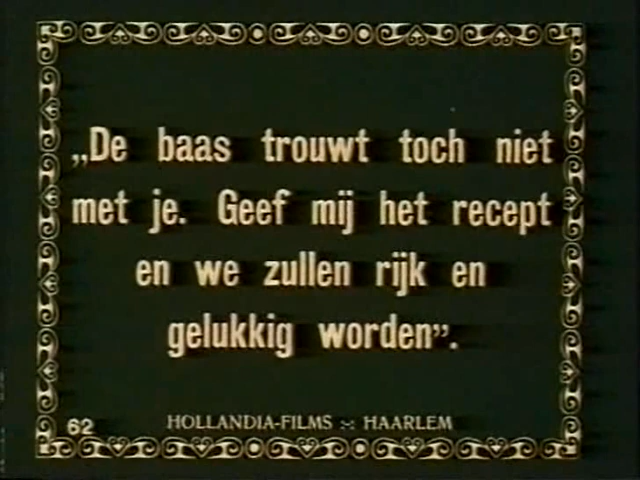 „De baas trouwt toch niet
met je. Geef mij het recept
en we zullen rijk en
gelukkig worden”.
62 HOLLANDIA-FILMS :-: HAARLEM